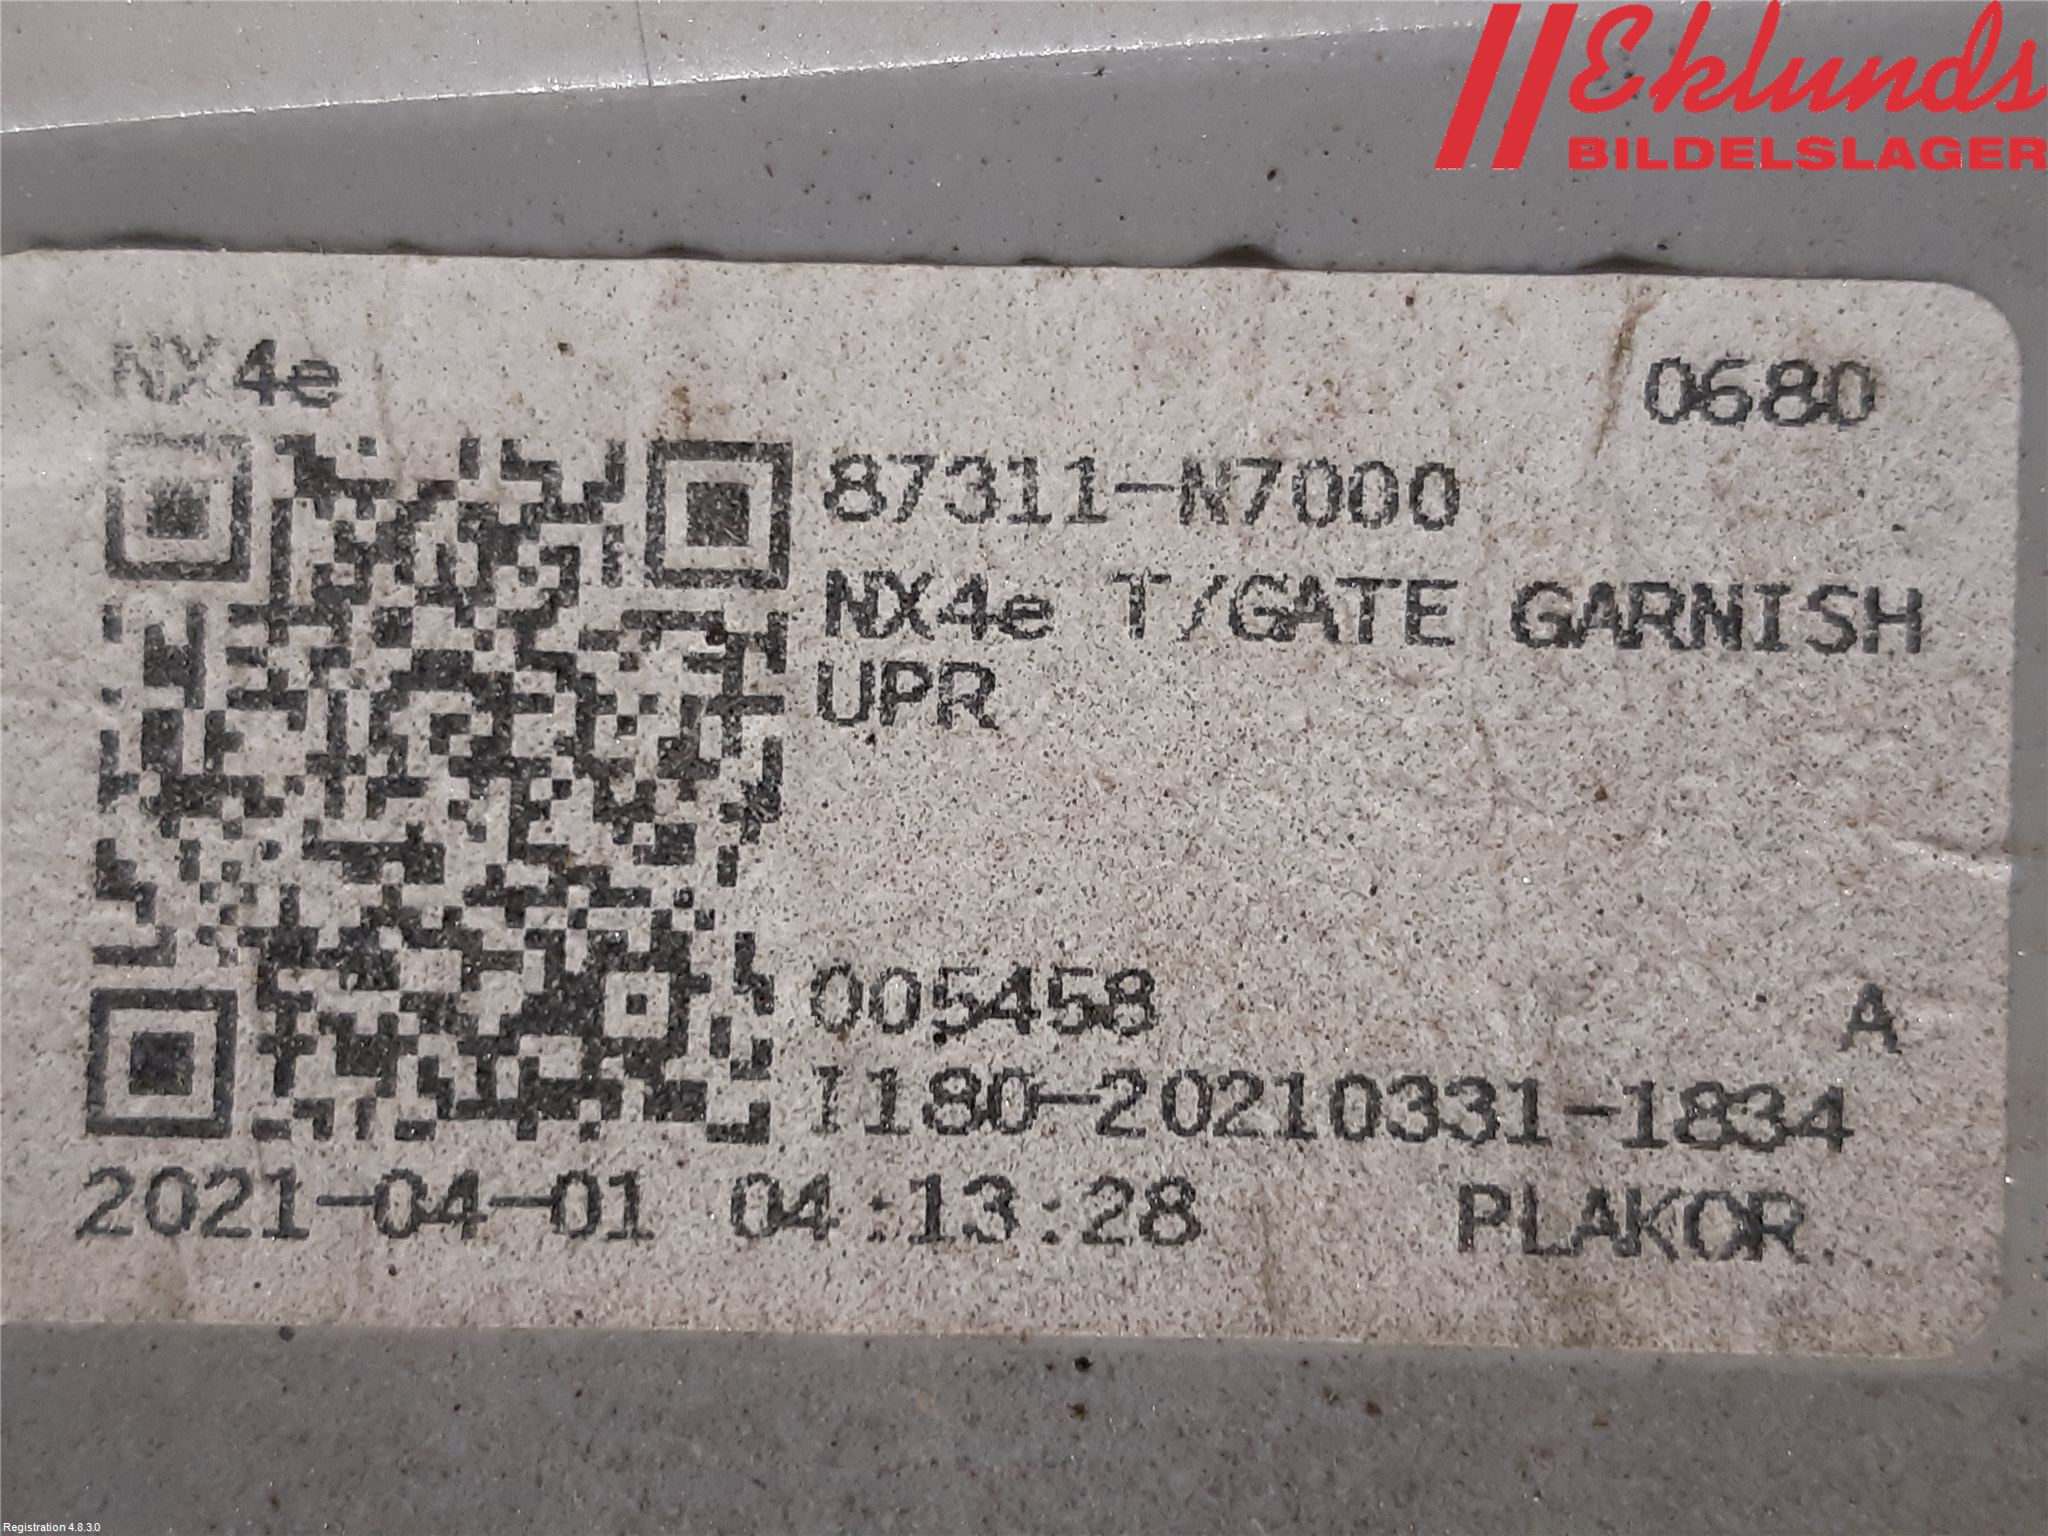 Eklunds
BILDELSLAGER
NX4e
0680
87311-N7000
NX4e T/GATE GARNISH
UPR
005458
A
I180-20210331-1834
2021-04-01 04:13:28
PLAKOR
Registration 4.8.3.0